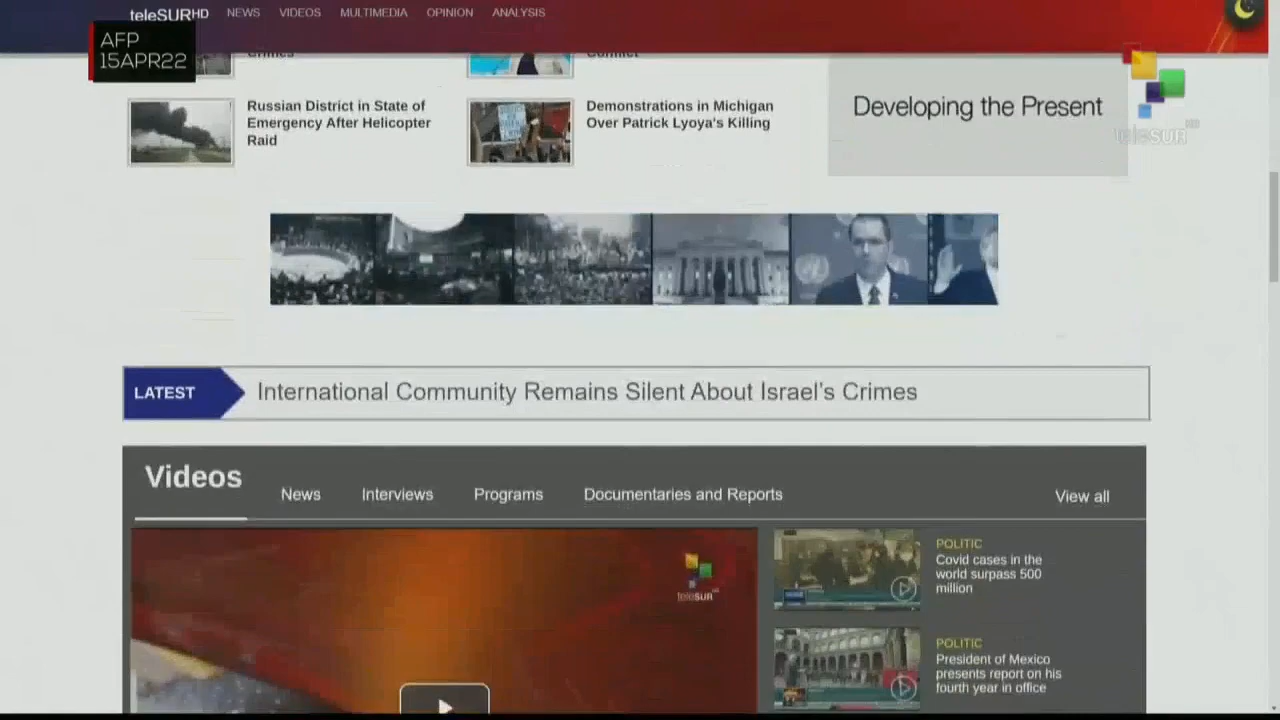 teleSURHD NEWS VIDEOS MULTIMEDIA OPINION ANALYSIS
AFP
15APR22
Crimes
Conflict
Russian District in State of
Emergency After Helicopter
Raid
Demonstrations in Michigan
Over Patrick Lyoya's Killing
Developing the Present
teleSUR HD
LATEST International Community Remains Silent About Israel's Crimes
Videos News Interviews Programs Documentaries and Reports View all
teleSUR
POLITIC
Covid cases in the
world surpass 500
million
POLITIC
President of Mexico
presents report on his
fourth year in office